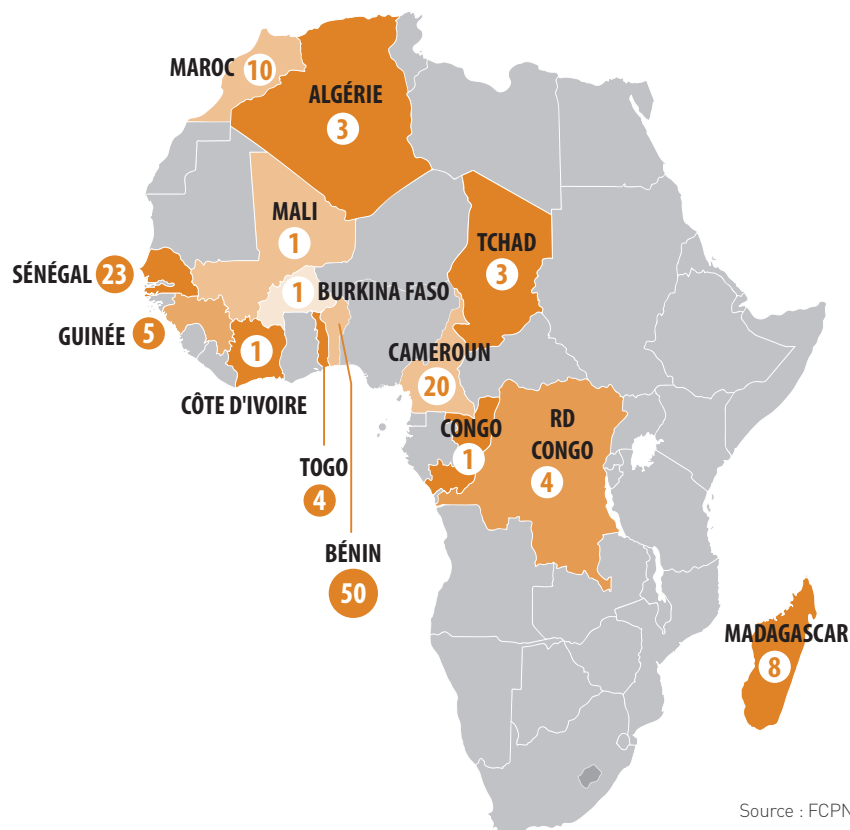 MAROC 10
ALGÉRIE
3
MALI
1
TCHAD
3
SÉNÉGAL 23
1 BURKINA FASO
GUINÉE 5
1
CÔTE D'IVOIRE
CAMEROUN
20
CONGO
1
RD
CONGO
4
TOGO
4
BÉNIN
50
MADAGASCAR
8
Source : FCPN